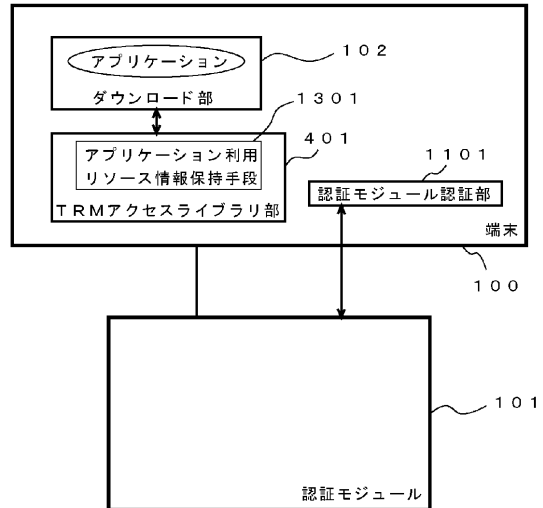 アプリケーション
ダウンロード部
102
1301
アプリケーション利用
リソース情報保持手段
TRMアクセスライブラリ部
401
1101
認証モジュール認証部
端末
100
101
認証モジュール